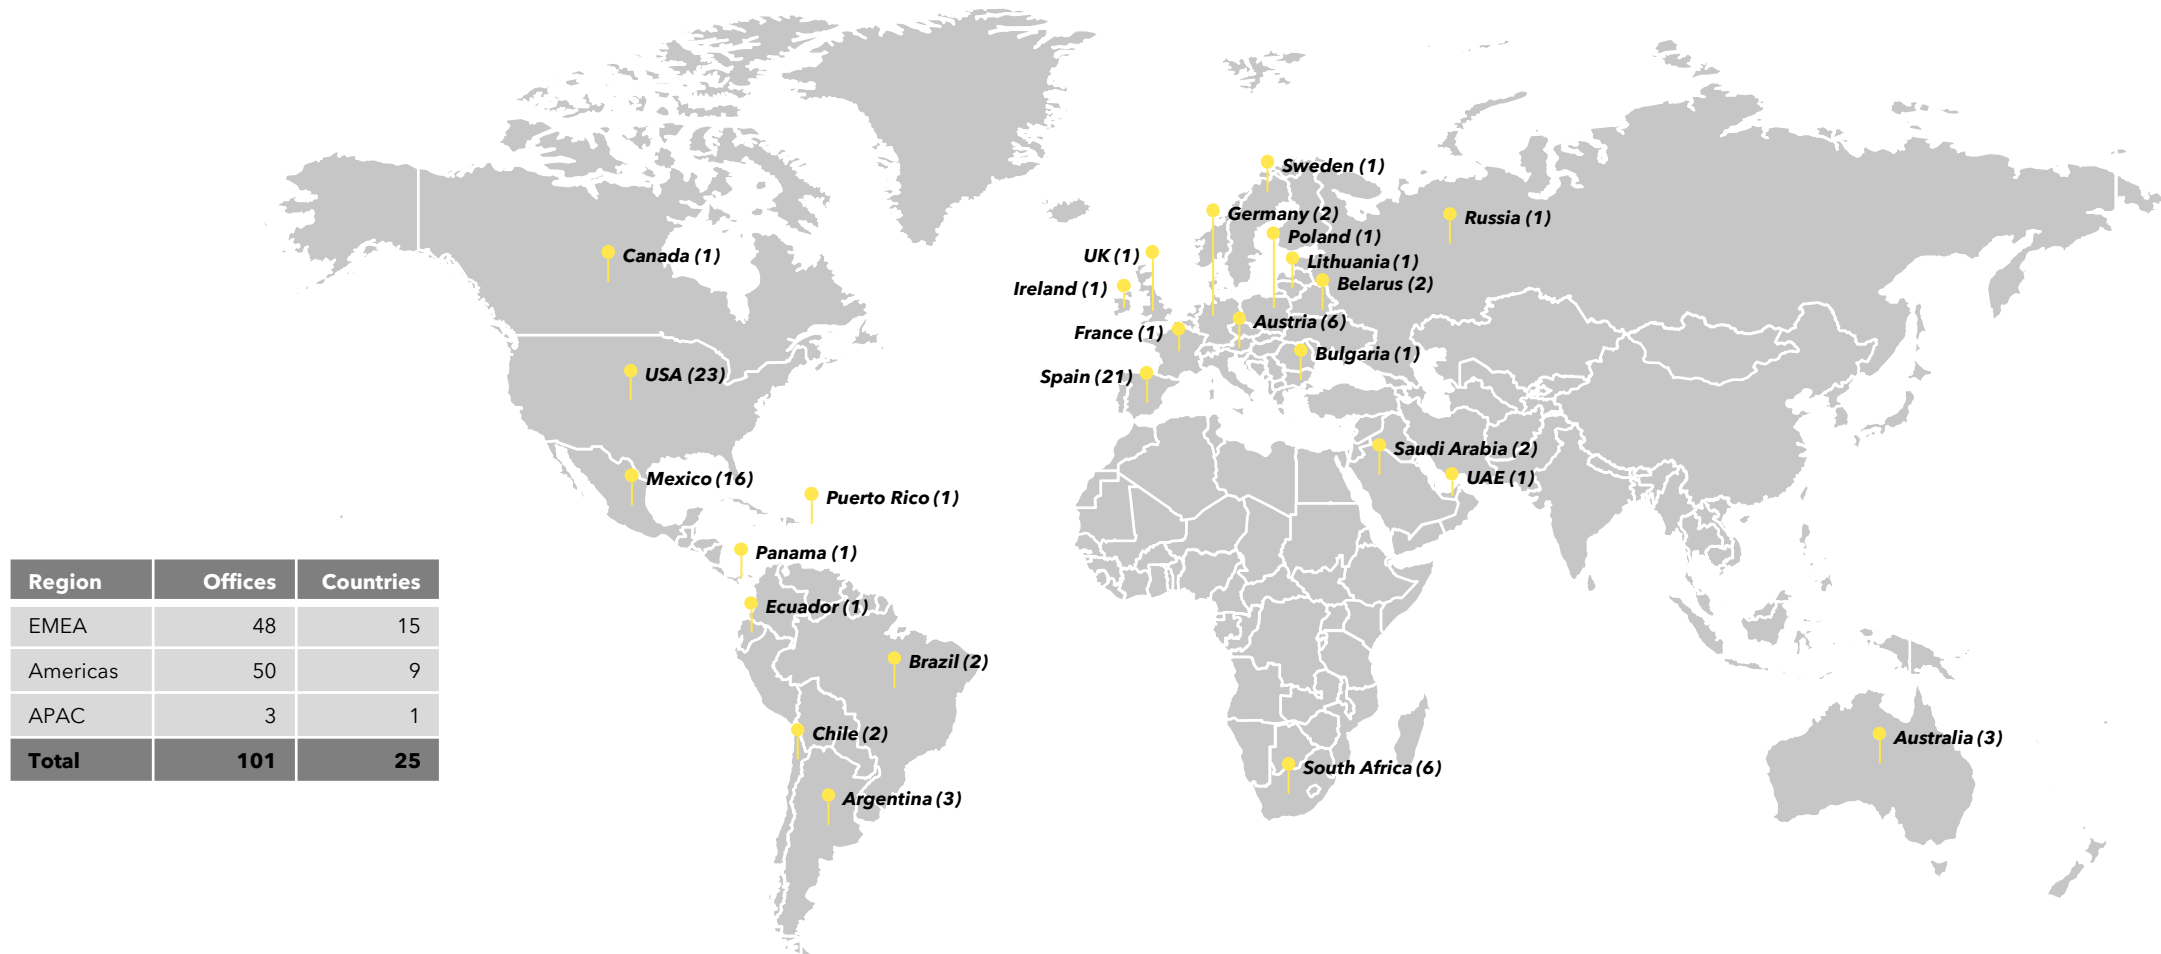 Sweden (1)
Germany (2)
Russia (1)
Poland (1)
UK (1)
Canada (1)
Lithuania (1)
Belarus (2)
Ireland (1)
Austria (6)
France (1)
Bulgaria (1)
USA (23)
Spain (21)
Saudi Arabia (2)
Mexico (16)
UAE (1)
Puerto Rico (1)
Panama (1)
Ecuador (1)
Brazil (2)
Chile (2)
Australia (3)
South Africa (6)
Argentina (3)
Region Offices Countries
EMEA 48 15
Americas 50 9
APAC 3 1
Total 101 25